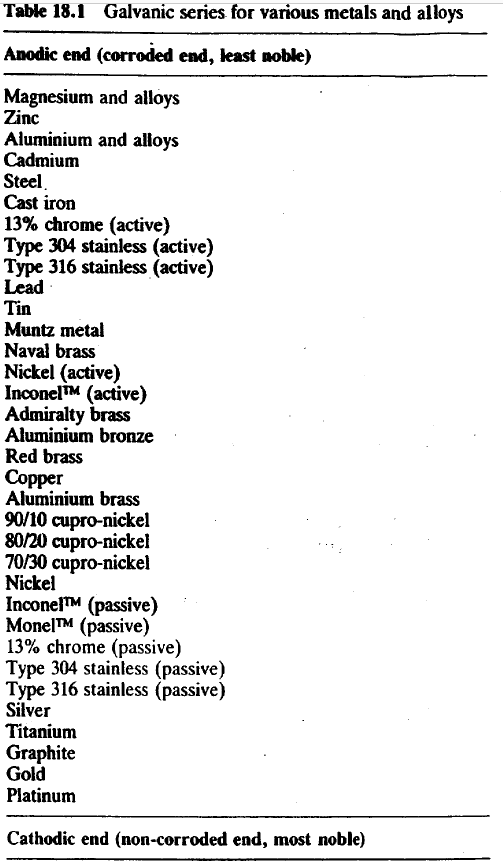 Table 18.1 Galvanic series for various metals and alloys
Anodic end (corroded end, least noble)
Magnesium and alloys
Zinc
Aluminium and alloys
Cadmium
Steel
Cast iron
13% chrome (active)
Type 304 stainless (active)
Type 316 stainless (active)
Lead
Tin
Muntz metal
Naval brass
Nickel (active)
Inconel™ (active)
Admiralty brass
Aluminium bronze
Red brass
Copper
Aluminium brass
90/10 cupro-nickel
80/20 cupro-nickel
70/30 cupro-nickel
Nickel
Inconel™ (passive)
Monel™ (passive)
13% chrome (passive)
Type 304 stainless (passive)
Type 316 stainless (passive)
Silver
Titanium
Graphite
Gold
Platinum
Cathodic end (non-corroded end, most noble)